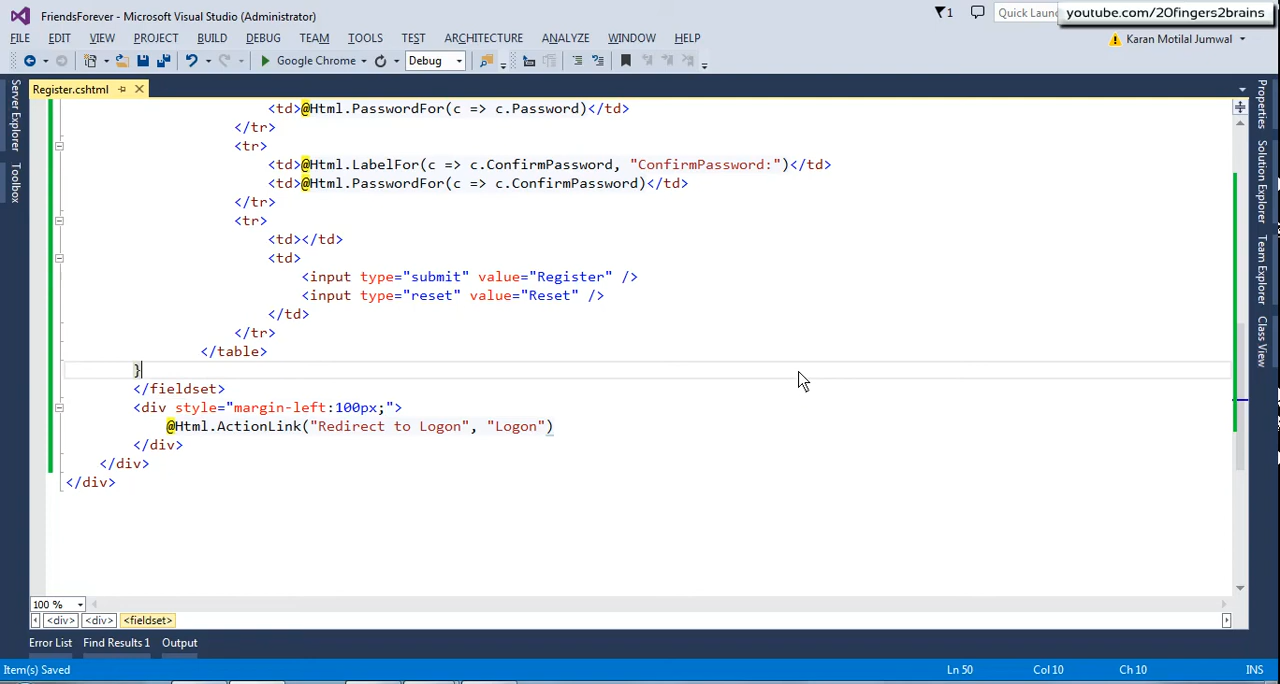 FriendsForever - Microsoft Visual Studio (Administrator)
1
Quick Laun
youtube.com/2Ofingers2brains
FILE EDIT VIEW PROJECT BUILD DEBUG TEAM TOOLS TEST ARCHITECTURE ANALYZE WINDOW HELP
Karan Motilal Jumwal
Google Chrome
Debug
Register.cshtml
Server Explorer
Toolbox
<td>@Html.PasswordFor(c => c.Password)</td>
</tr>
<tr>
<td>@Html.LabelFor(c => c.ConfirmPassword, "ConfirmPassword:")</td>
<td>@Html.PasswordFor(c => c.ConfirmPassword)</td>
</tr>
<tr>
<td></td>
<td>
<input type="submit" value="Register" />
<input type="reset" value="Reset" />
</td>
</tr>
</table>
}
</fieldset>
<div style="margin-left:100px;">
@Html.ActionLink("Redirect to Logon", "Logon")
</div>
</div>
</div>
Properties
Solution Explorer
Team Explorer
Class View
100 %
<div> <div> <fieldset>
Error List Find Results 1 Output
Item(s) Saved Ln 50 Col 10 Ch 10 INS